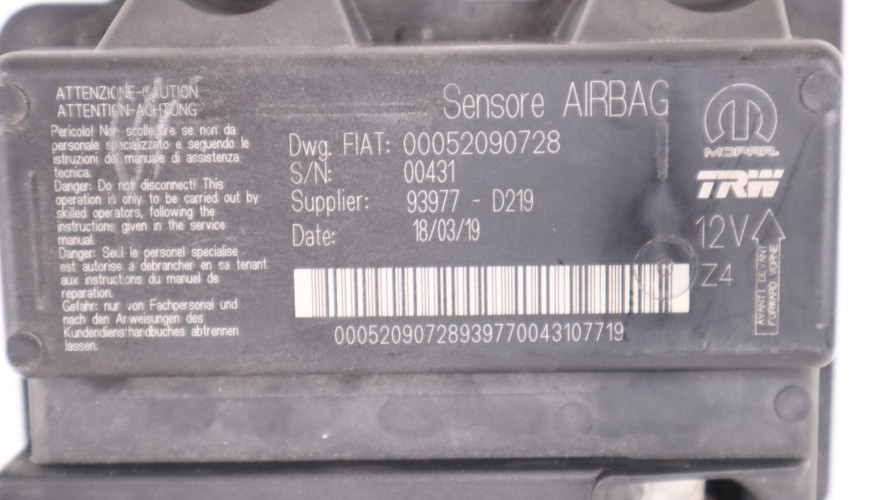 ATTENZIONE-CAUTION
ATTENTION-ACHTUNG
Pericolo! Non scollegare se non da
personale specializzato e seguendo le
istruzioni del manuale di assistenza
tecnica.
Danger: Do not disconnect! This
operation is only to be carried out by
skilled operators, following the
instructions given in the service
manual.
Danger: Seul le personel specialise
est autorise a debrancher en sa tenant
aux instructions du manuel de
reparation.
Gefahr: nur von Fachpersonal und
nach den Anweisungen des
Kundendiensthandbuches abtrennen
lassen.
Sensore AIRBAG
Dwg. FIAT: 00052090728
S/N: 00431
Supplier: 93977 - D219
Date: 18/03/19
00052090728939770043107719
MOPAR
TRW
12V
Z4
AVANTI LEVANT
FORWARD VORNE